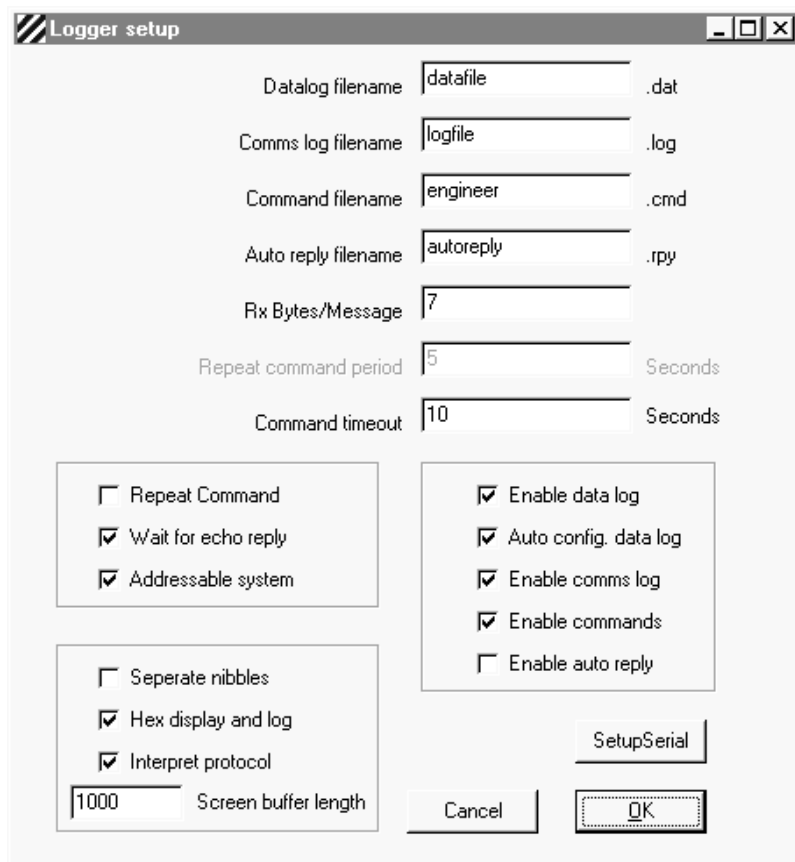 Logger setup
Datalog filename datafile .dat
Comms log filename logfile .log
Command filename engineer .cmd
Auto reply filename autoreply .rpy
Rx Bytes/Message 7
Repeat command period 5 Seconds
Command timeout 10 Seconds
Repeat Command
Wait for echo reply
Addressable system
Enable data log
Auto config. data log
Enable comms log
Enable commands
Enable auto reply
Seperate nibbles
Hex display and log
Interpret protocol
1000 Screen buffer length
SetupSerial
Cancel
OK